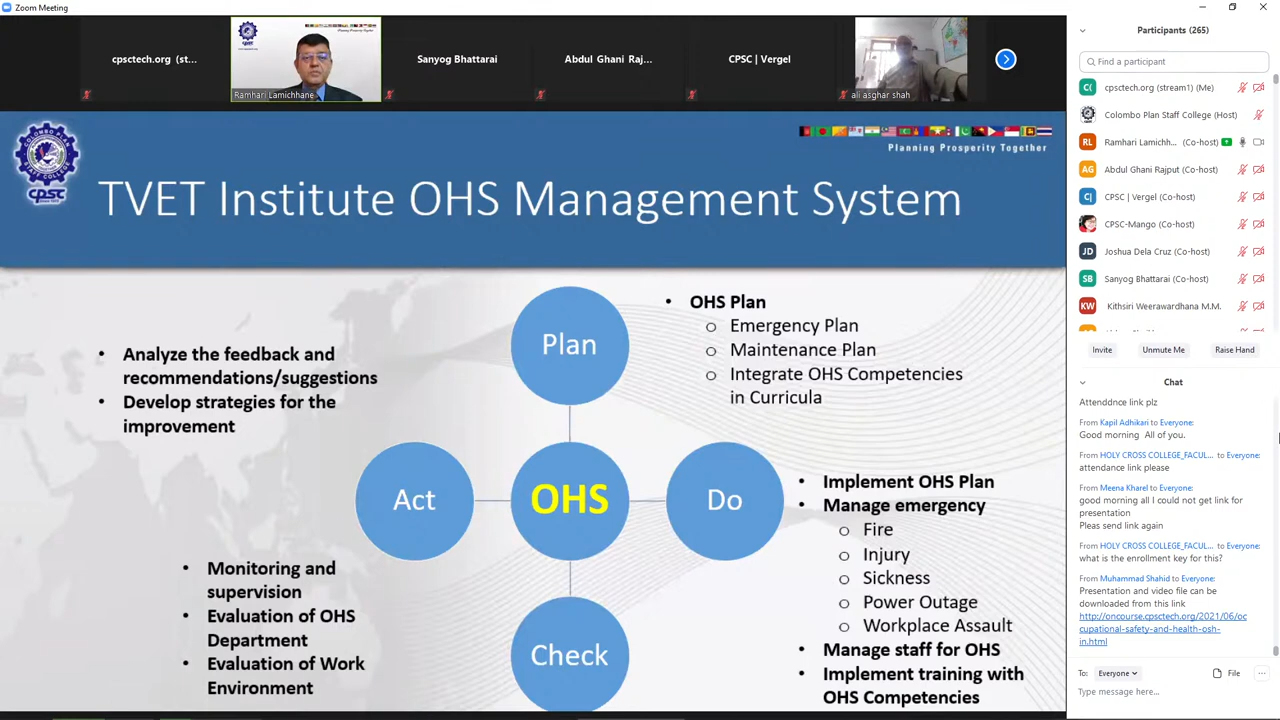 Zoom Meeting
cpsctech.org (st...
Ramhari Lamichhane
Sanyog Bhattarai
Abdul Ghani Raj...
CPSC | Vergel
ali asghar shah
CPSC
Planning Prosperity Together
TVET Institute OHS Management System
Plan
OHS
Act
Do
Check
• OHS Plan
o Emergency Plan
o Maintenance Plan
o Integrate OHS Competencies
in Curricula
• Implement OHS Plan
• Manage emergency
o Fire
o Injury
o Sickness
o Power Outage
o Workplace Assault
• Manage staff for OHS
• Implement training with
OHS Competencies
• Monitoring and
supervision
• Evaluation of OHS
Department
• Evaluation of Work
Environment
• Analyze the feedback and
recommendations/suggestions
• Develop strategies for the
improvement
Participants (265)
Find a participant
C( cpsctech.org (stream1) (Me)
Colombo Plan Staff College (Host)
RL Ramhari Lamichh... (Co-host)
AG Abdul Ghani Rajput (Co-host)
C| CPSC | Vergel (Co-host)
CPSC-Mango (Co-host)
JD Joshua Dela Cruz (Co-host)
SB Sanyog Bhattarai (Co-host)
KW Kithsiri Weerawardhana M.M.
Invite Unmute Me Raise Hand
Chat
Attenddnce link plz
From Kapil Adhikari to Everyone:
Good morning All of you.
From HOLY CROSS COLLEGE_FACUL... to Everyone:
attendance link please
From Meena Kharel to Everyone:
good morning all I could not get link for
presentation
Pleas send link again
From HOLY CROSS COLLEGE_FACUL... to Everyone:
what is the enrollment key for this?
From Muhammad Shahid to Everyone:
Presentation and video file can be
downloaded from this link
http://oncourse.cpsctech.org/2021/06/oc
cupational-safety-and-health-osh-
in.html
To: Everyone File ...
Type message here...